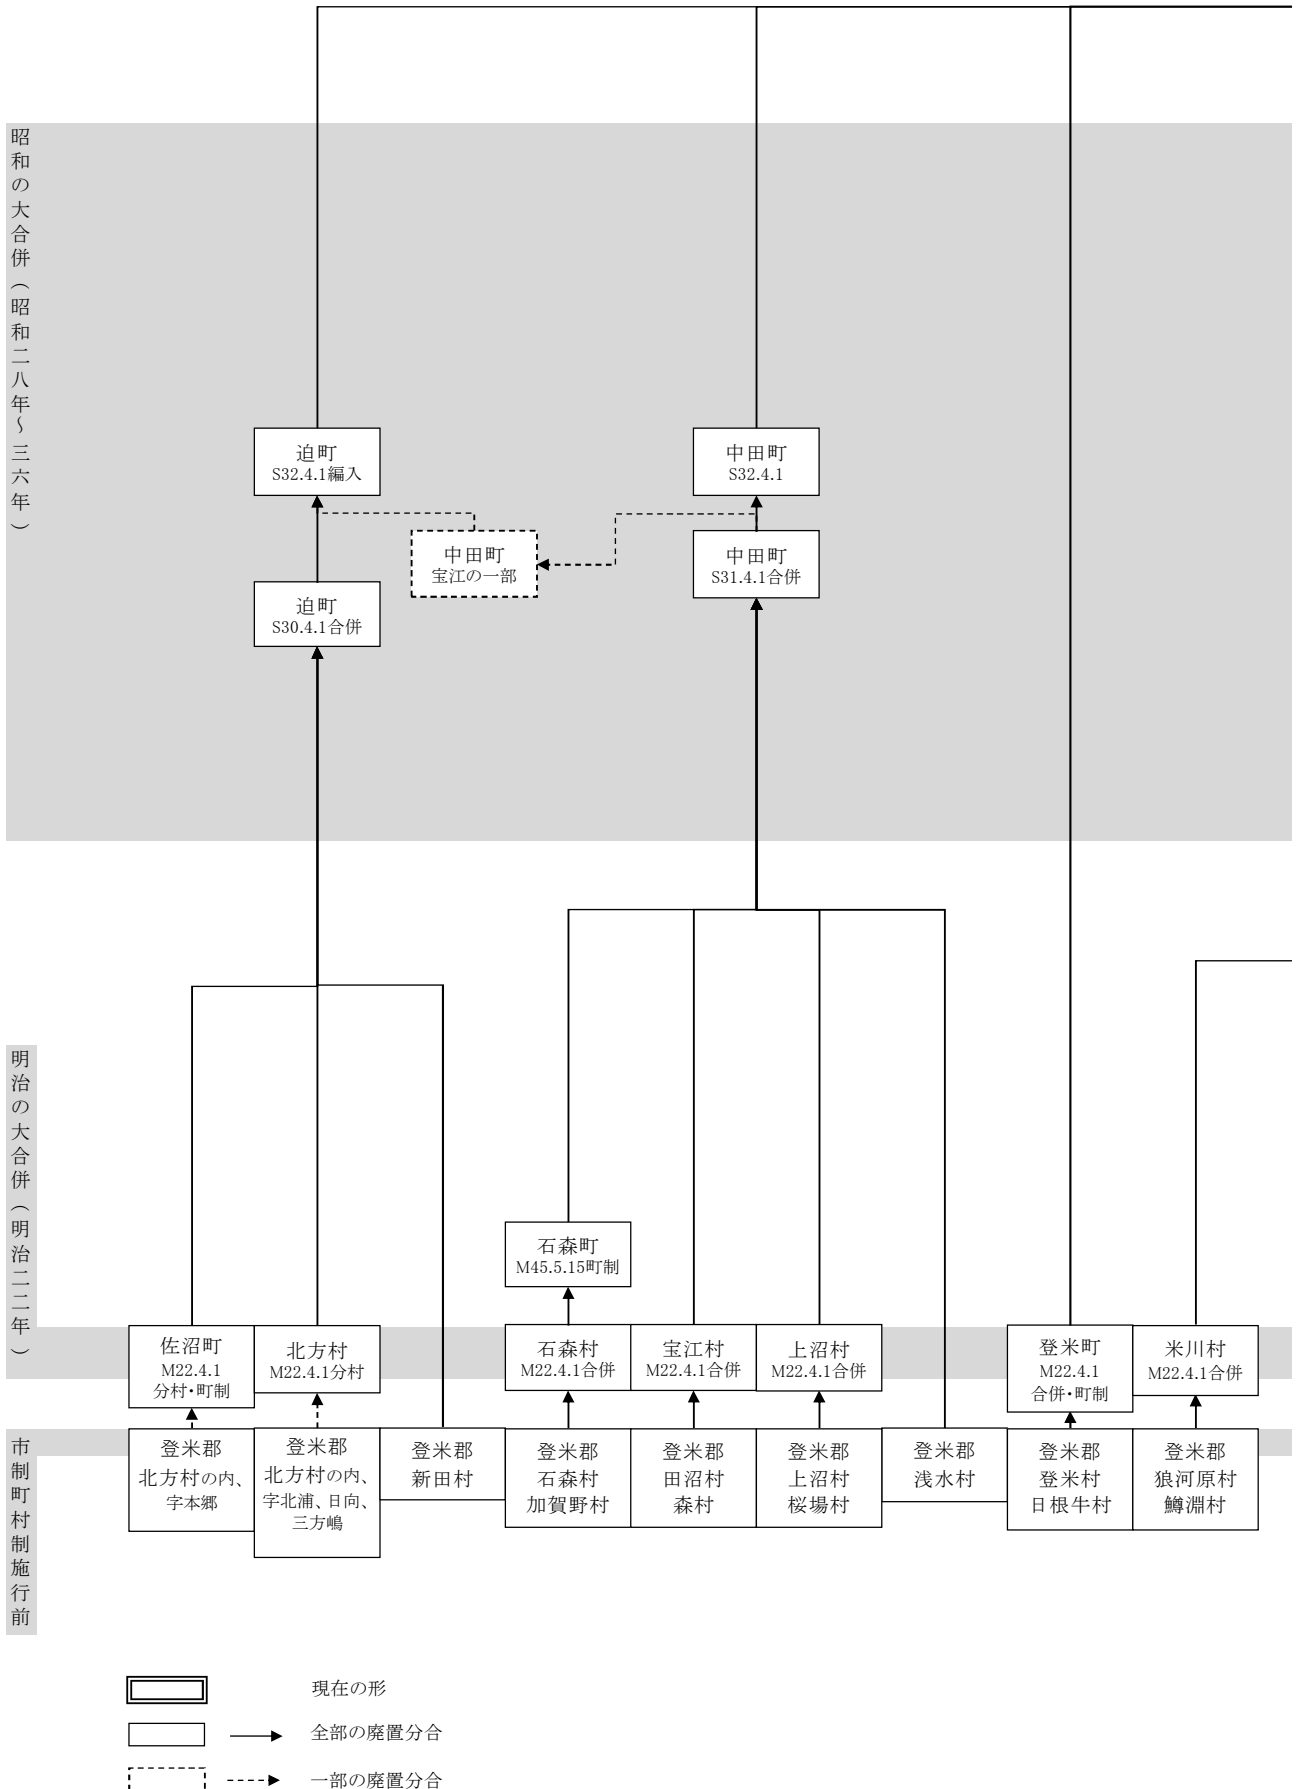 昭和の大合併（昭和二八年～三六年）
迫町
S32.4.1編入
中田町
S32.4.1
中田町
宝江の一部
中田町
S31.4.1合併
迫町
S30.4.1合併
明治の大合併（明治二二年）
石森町
M45.5.15町制
佐沼町
M22.4.1
分村・町制
北方村
M22.4.1分村
石森村
M22.4.1合併
宝江村
M22.4.1合併
上沼村
M22.4.1合併
登米町
M22.4.1
合併・町制
米川村
M22.4.1合併
市制町村制施行前
登米郡
北方村の内、
字本郷
登米郡
北方村の内、
字北浦、日向、
三方嶋
登米郡
新田村
登米郡
石森村
加賀野村
登米郡
田沼村
森村
登米郡
上沼村
桜場村
登米郡
浅水村
登米郡
登米村
日根牛村
登米郡
狼河原村
鱒淵村
現在の形
全部の廃置分合
一部の廃置分合